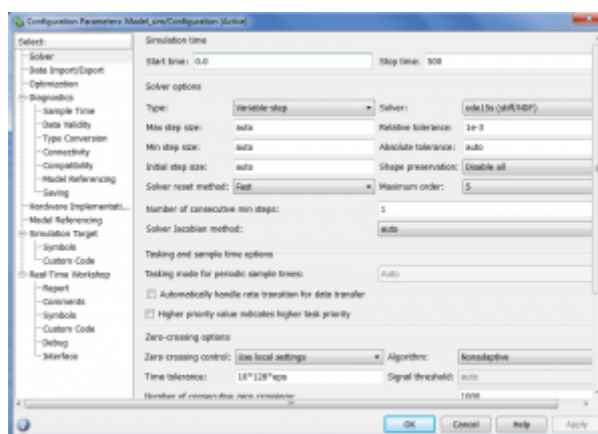 Configuration Parameters: Model_sim/Configuration (Active)
Select:
Solver
Data Import/Export
Optimization
Diagnostics
Sample Time
Data Validity
Type Conversion
Connectivity
Compatibility
Model Referencing
Saving
Hardware Implementati...
Model Referencing
Simulation Target
Symbols
Custom Code
Real-Time Workshop
Report
Comments
Symbols
Custom Code
Debug
Interface
Simulation time
Start time: 0.0 Stop time: 500
Solver options
Type: Variable-step Solver: ode15s (stiff/NDF)
Max step size: auto Relative tolerance: 1e-3
Min step size: auto Absolute tolerance: auto
Initial step size: auto Shape preservation: Disable all
Solver reset method: Fast Maximum order: 5
Number of consecutive min steps: 1
Solver Jacobian method: auto
Tasking and sample time options
Tasking mode for periodic sample times: Auto
Automatically handle rate transition for data transfer
Higher priority value indicates higher task priority
Zero-crossing options
Zero-crossing control: Use local settings Algorithm: Nonadaptive
Time tolerance: 10*128*eps Signal threshold: auto
Number of consecutive zero crossings: 1000
OK Cancel Help Apply